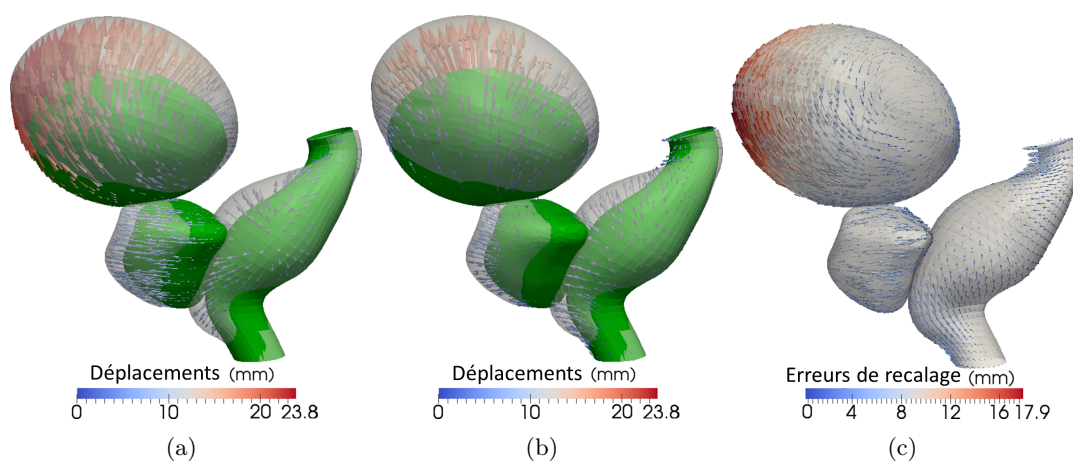 Déplacements (mm)
0 10 20 23.8
(a)
Déplacements (mm)
0 10 20 23.8
(b)
Erreurs de recalage (mm)
0 4 8 12 16 17.9
(c)